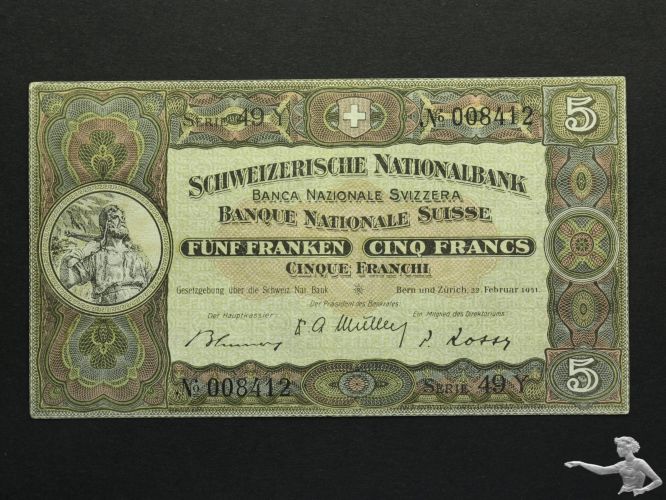 SERIE 49 Y
No 008412
5
SCHWEIZERISCHE NATIONALBANK
BANCA NAZIONALE SVIZZERA
BANQUE NATIONALE SUISSE
FÜNF FRANKEN CINQ FRANCS
CINQUE FRANCHI
Gesetzgebung über die Schweiz. Nat. Bank
Bern und Zürich, 22. Februar 1951.
Der Präsident des Bankrates:
Der Hauptkassier: Ein Mitglied des Direktoriums:
A Müller P. Rossy
No 008412
SERIE 49 Y
5